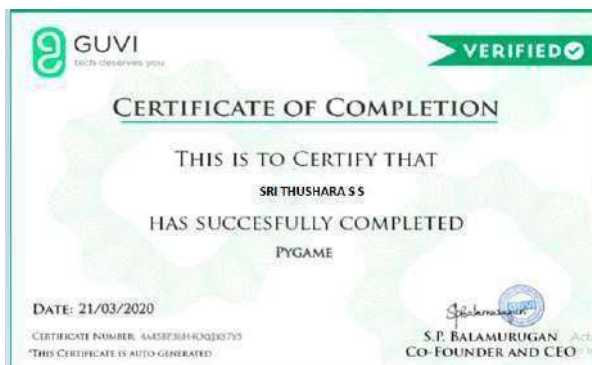 GUVI
tech-deserves you
VERIFIED
CERTIFICATE OF COMPLETION
THIS IS TO CERTIFY THAT
SRI THUSHARA S S
HAS SUCCESFULLY COMPLETED
PYGAME
DATE: 21/03/2020
CERTIFICATE NUMBER:
S.P. BALAMURUGAN
*THIS CERTIFICATE IS AUTO GENERATED
CO-FOUNDER AND CEO